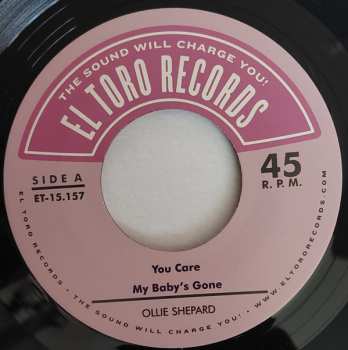 THE SOUND WILL CHARGE YOU!
EL TORO RECORDS
SIDE A
ET-15.157
45
R. P. M.
You Care
My Baby's Gone
OLLIE SHEPARD
EL TORO RECORDS • THE SOUND WILL CHARGE YOU! • WWW.ELTORORECORDS.COM